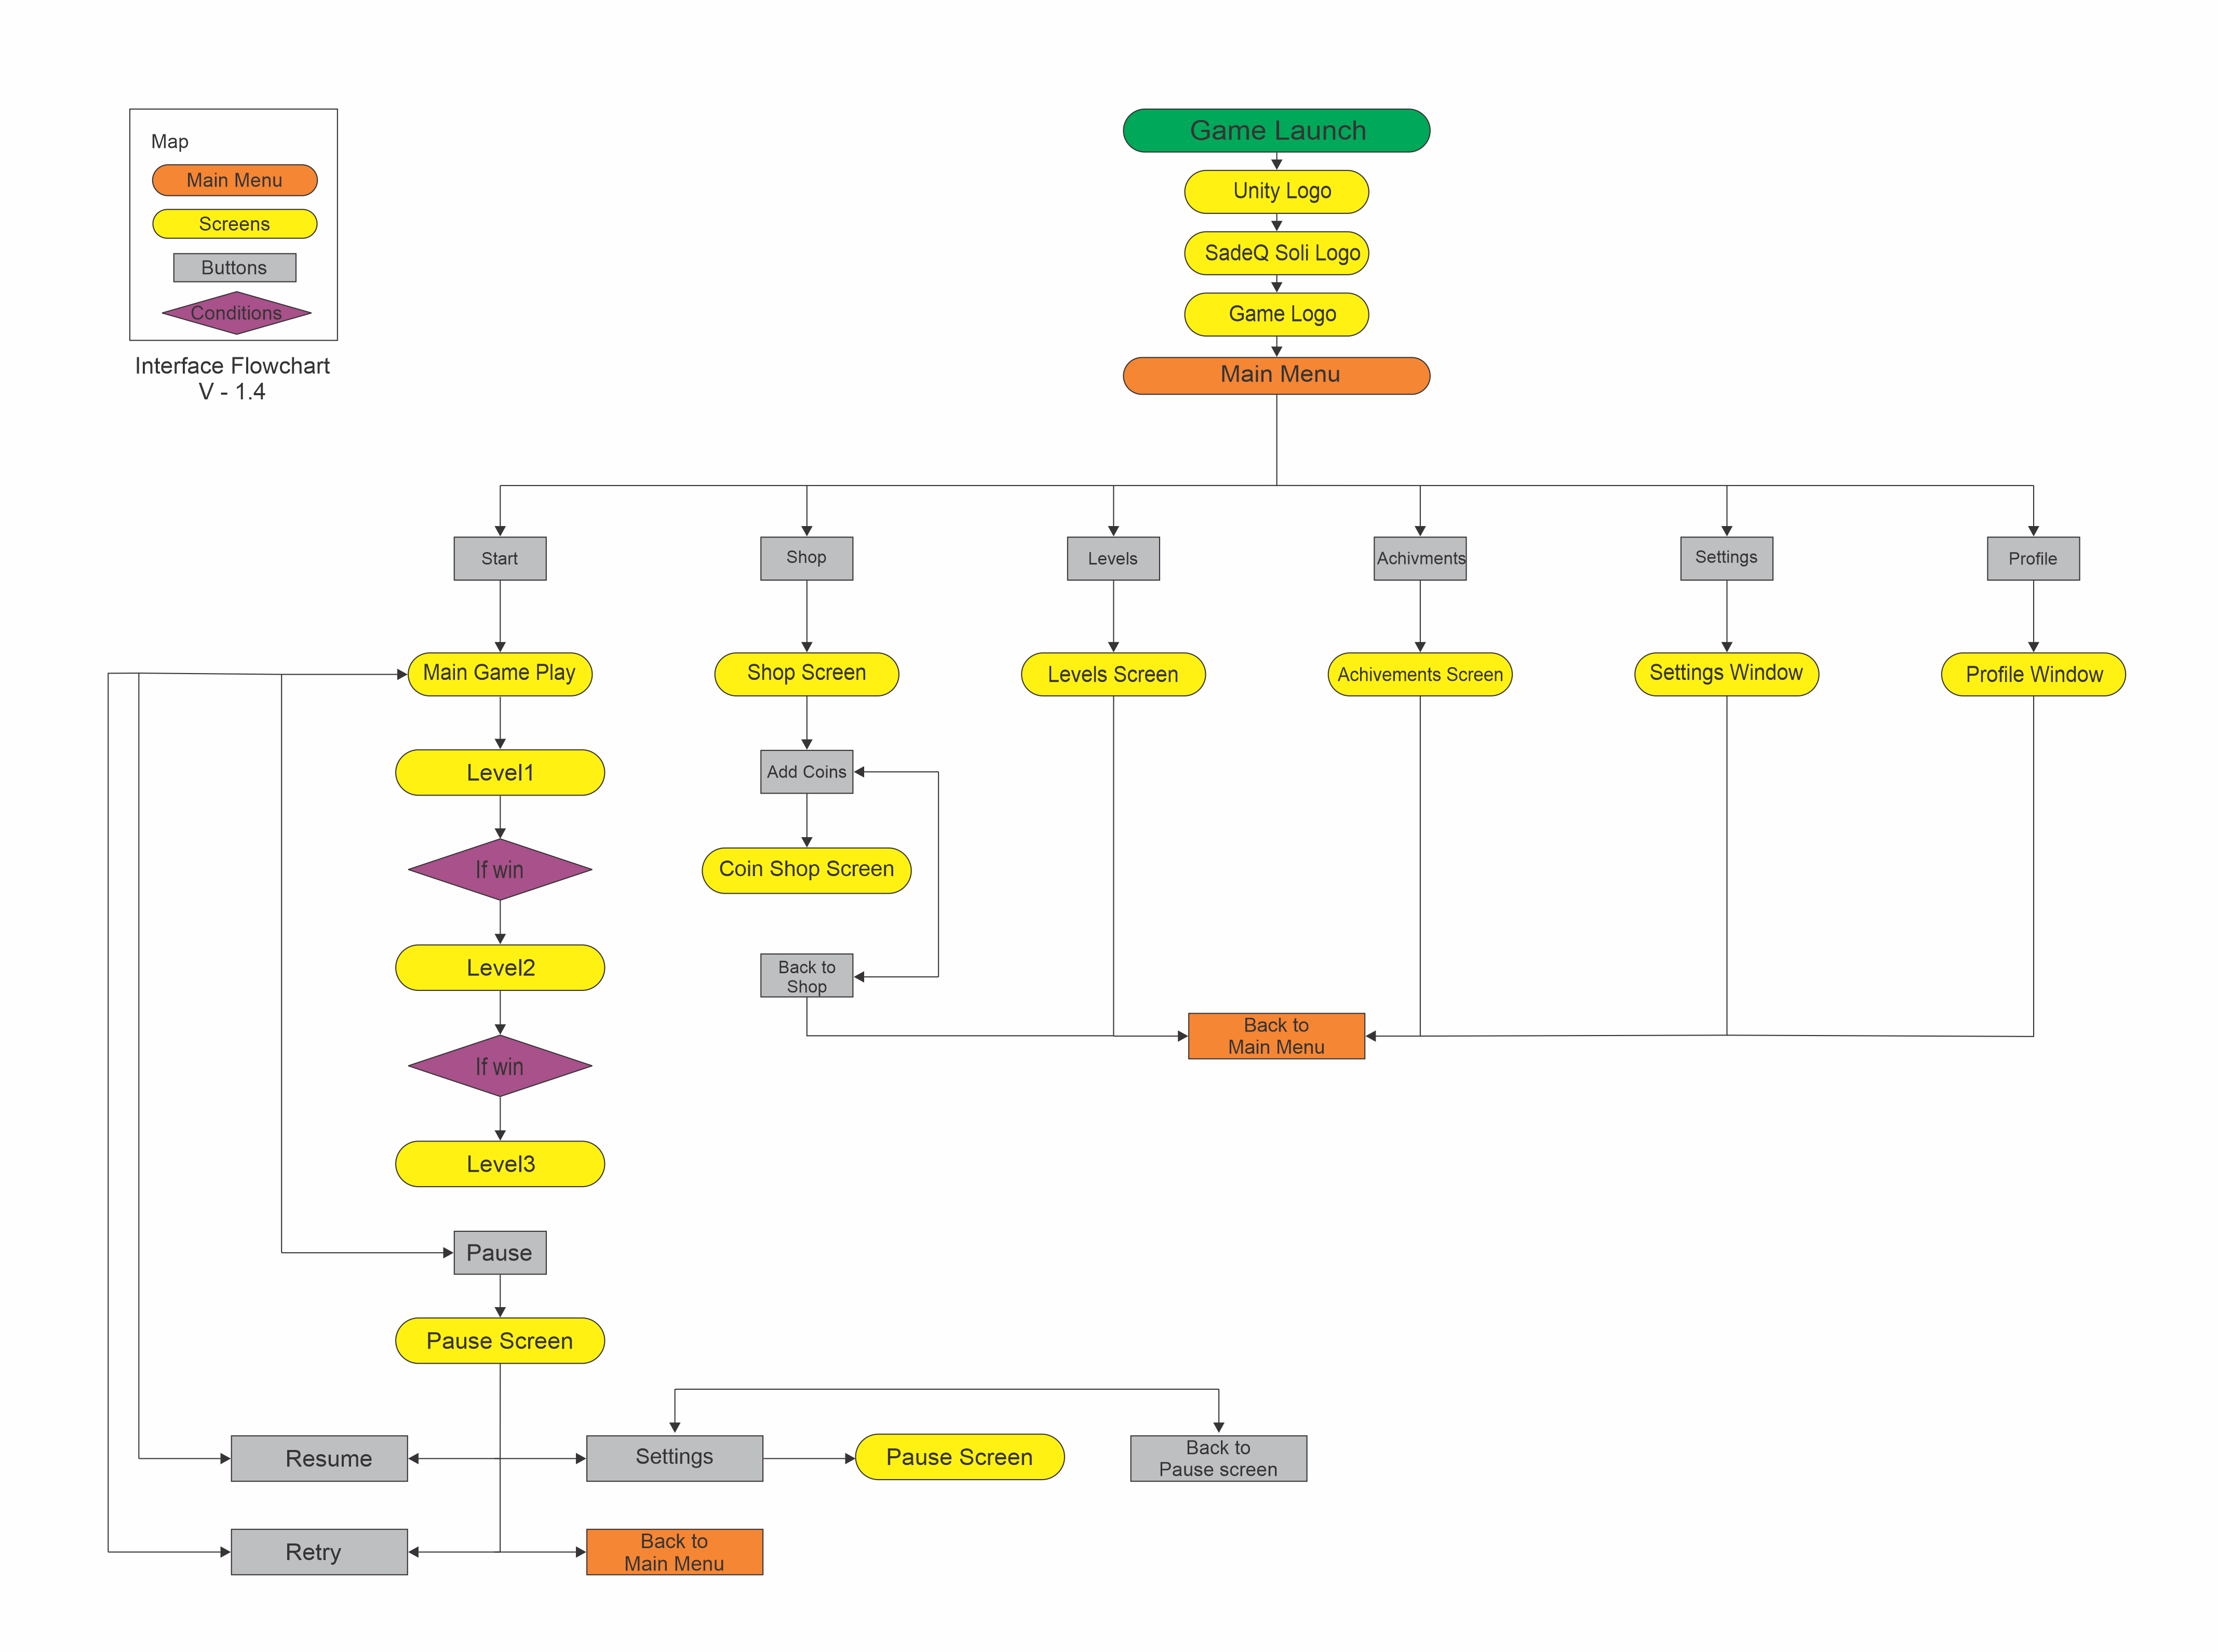 Map
Main Menu
Screens
Buttons
Conditions
Interface Flowchart
V - 1.4
Game Launch
Unity Logo
SadeQ Soli Logo
Game Logo
Main Menu
Start
Shop
Levels
Achivments
Settings
Profile
Main Game Play
Shop Screen
Levels Screen
Achivements Screen
Settings Window
Profile Window
Level1
Add Coins
If win
Coin Shop Screen
Level2
Back to
Shop
Back to
Main Menu
If win
Level3
Pause
Pause Screen
Resume
Settings
Pause Screen
Back to
Pause screen
Retry
Back to
Main Menu